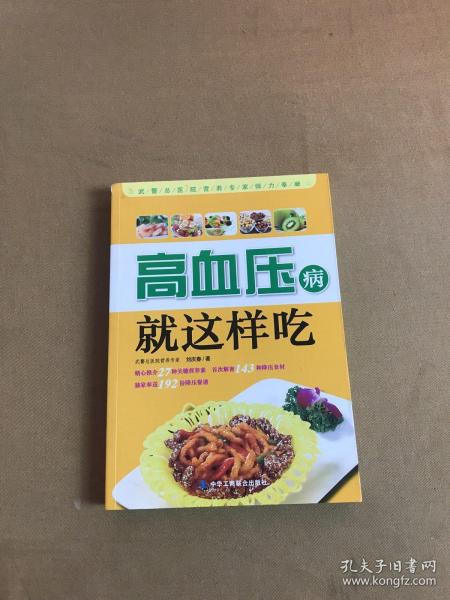 武警总医院营养专家倾力奉献
高血压病
就这样吃
武警总医院营养专家 刘庆春/著
精心推介27种关键营养素 首次解密143种降压食材
独家奉送192份降压餐谱
中华工商联合出版社
孔夫子旧书网
www.kongfz.com